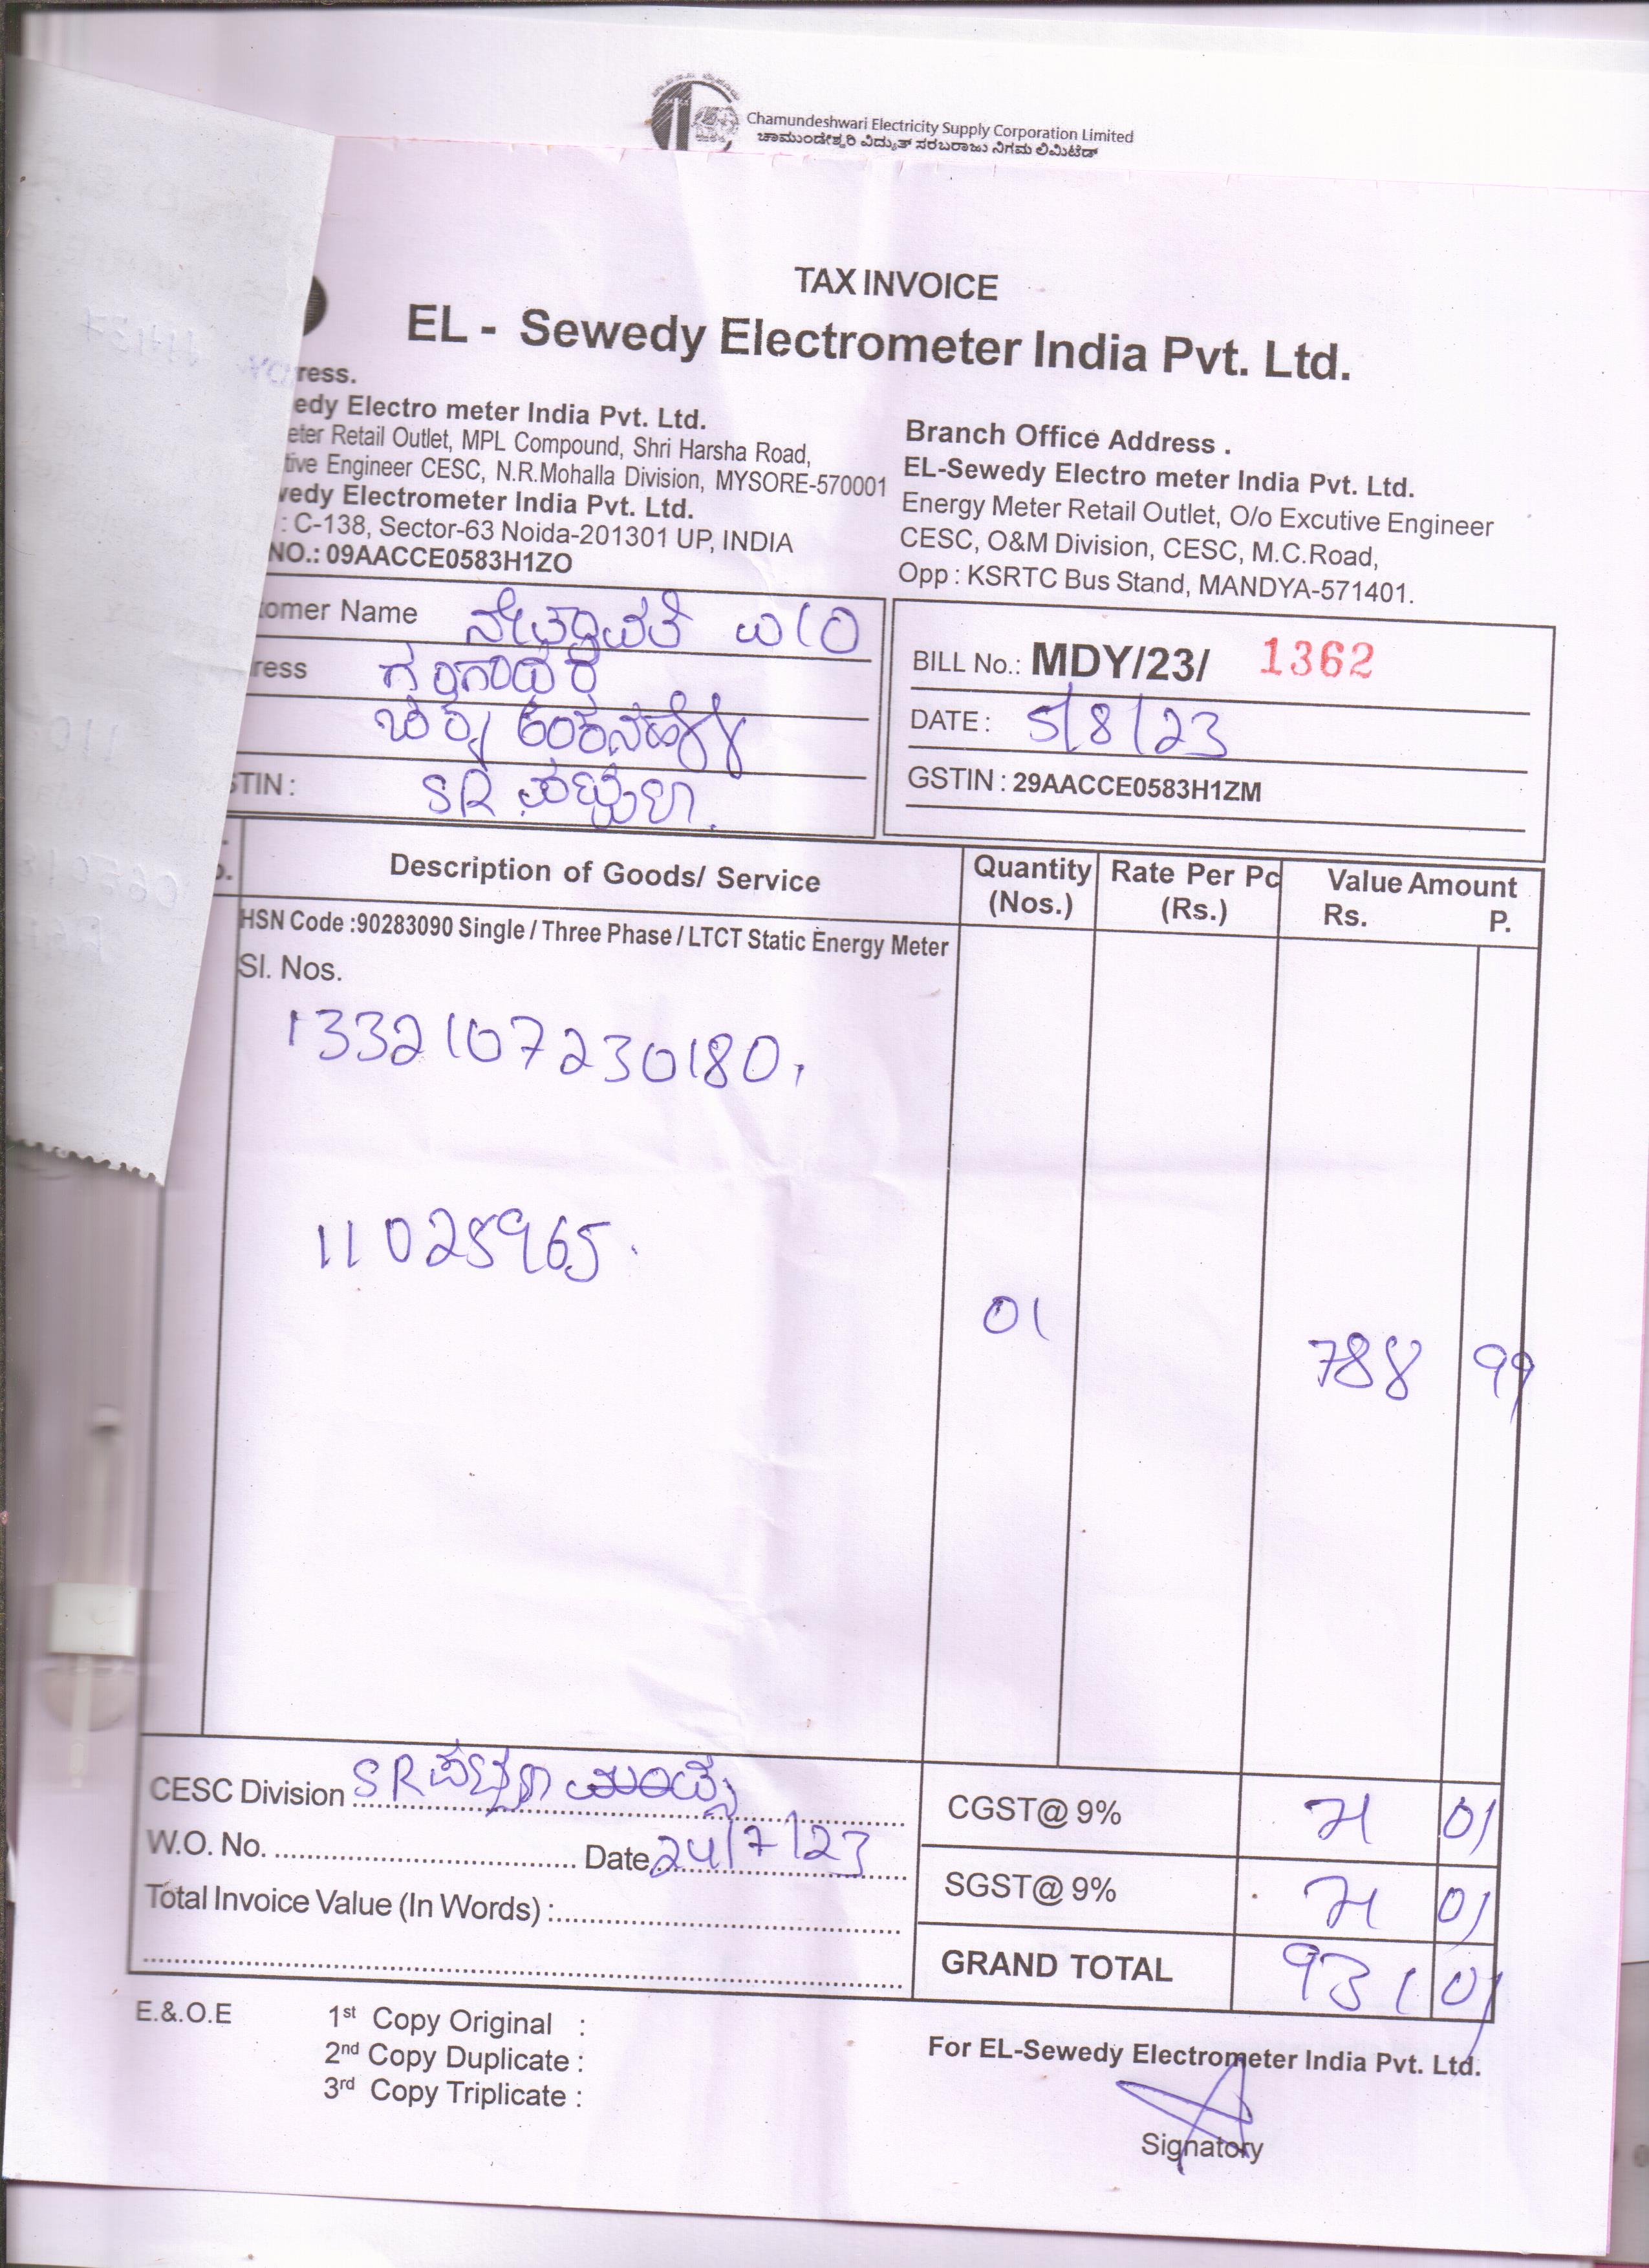 Chamundeshwari Electricity Supply Corporation Limited
ಚಾಮುಂಡೇಶ್ವರಿ ವಿದ್ಯುತ್ ಸರಬರಾಜು ನಿಗಮ ಲಿಮಿಟೆಡ್
TAX INVOICE
EL - Sewedy Electrometer India Pvt. Ltd.
ress.
edy Electro meter India Pvt. Ltd.
eter Retail Outlet, MPL Compound, Shri Harsha Road,
tive Engineer CESC, N.R.Mohalla Division, MYSORE-570001
wedy Electrometer India Pvt. Ltd.
: C-138, Sector-63 Noida-201301 UP, INDIA
NO.: 09AACCE0583H1ZO
Branch Office Address .
EL-Sewedy Electro meter India Pvt. Ltd.
Energy Meter Retail Outlet, O/o Excutive Engineer
CESC, O&M Division, CESC, M.C.Road,
Opp : KSRTC Bus Stand, MANDYA-571401.
tomer Name ನೇತ್ರಾವತಿ W/O
ress ಗಂಗಾಧರ
STIN : SR
BILL No.: MDY/23/ 1362
DATE : 5/8/23
GSTIN : 29AACCE0583H1ZM
Description of Goods/ Service
Quantity (Nos.)
Rate Per Pc (Rs.)
Value Amount
Rs. P.
HSN Code :90283090 Single / Three Phase / LTCT Static Energy Meter
Sl. Nos.
1332107230180.
11028965.
01
788 99
CESC Division SR
W.O. No. Date 24/7/23
Total Invoice Value (In Words) :
CGST@ 9% 71 01
SGST@ 9% 71 01
GRAND TOTAL 931 01
E.&.O.E
1st Copy Original :
2nd Copy Duplicate :
3rd Copy Triplicate :
For EL-Sewedy Electrometer India Pvt. Ltd.
Signatory